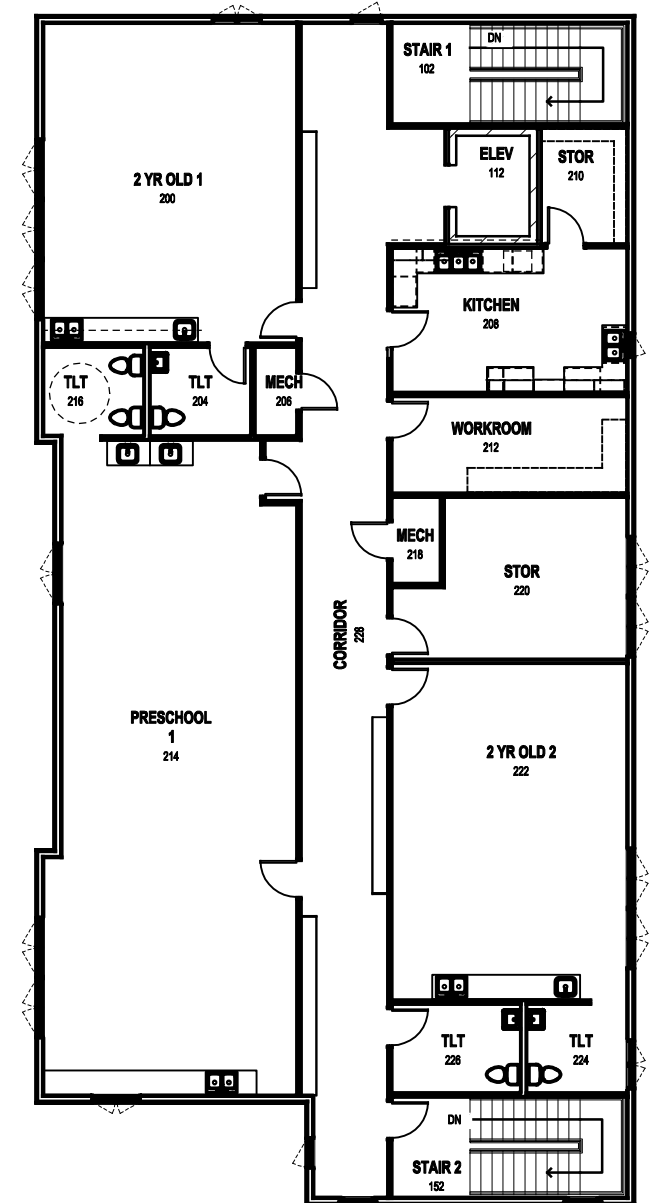 DN
STAIR 1
102
ELEV
112
STOR
210
2 YR OLD 1
200
KITCHEN
208
TLT
216
TLT
204
MECH
206
WORKROOM
212
MECH
218
STOR
220
CORRIDOR
228
PRESCHOOL
1
214
2 YR OLD 2
222
TLT
226
TLT
224
DN
STAIR 2
152